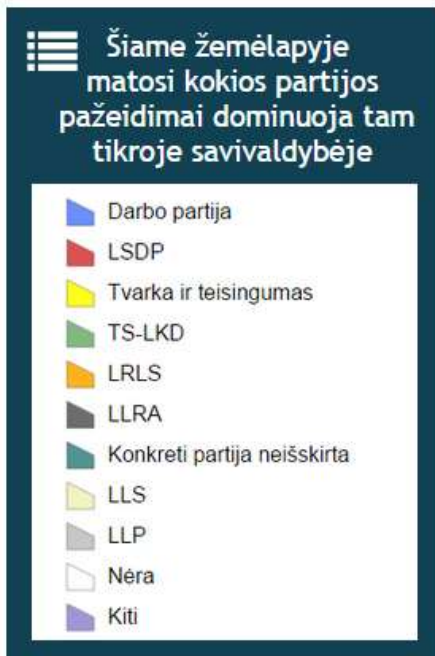 Šiame žemėlapyje
matosi kokios partijos
pažeidimai dominuoja tam
tikroje savivaldybėje
Darbo partija
LSDP
Tvarka ir teisingumas
TS-LKD
LRLS
LLRA
Konkreti partija neišskirta
LLS
LLP
Nėra
Kiti